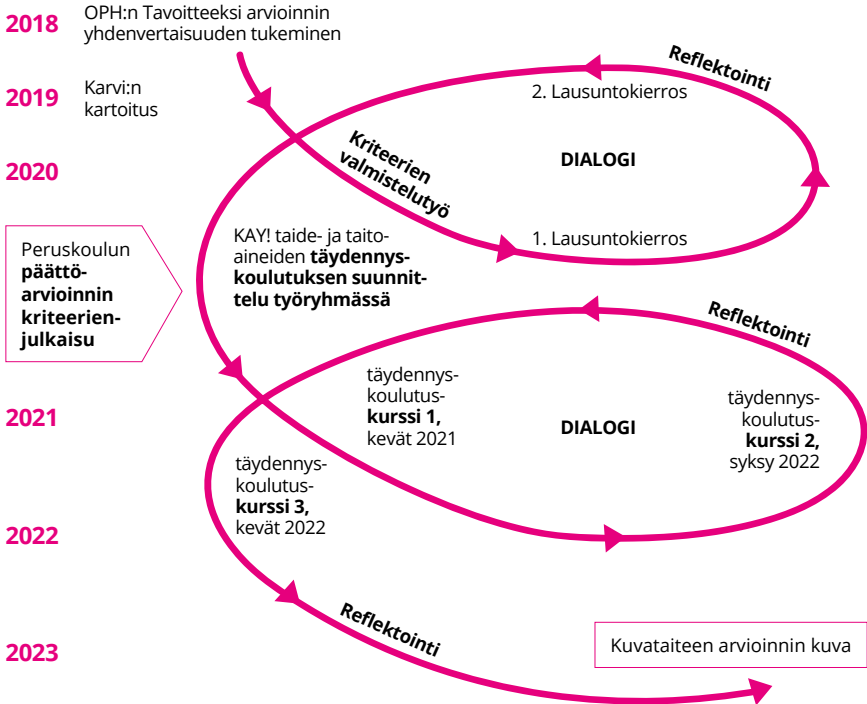 2018
OPH:n Tavoitteeksi arvioinnin
yhdenvertaisuuden tukeminen
Reflektointi
2019
Karvi:n
kartoitus
2. Lausuntokierros
Kriteerien
valmistelutyö
2020
DIALOGI
1. Lausuntokierros
Peruskoulun
päättö-
arvioinnin
kriteerien-
julkaisu
KAY! taide- ja taito-
aineiden täydennys-
koulutuksen suunnit-
telu työryhmässä
Reflektointi
2021
täydennys-
koulutus-
kurssi 1,
kevät 2021
DIALOGI
täydennys-
koulutus-
kurssi 2,
syksy 2022
täydennys-
koulutus-
kurssi 3,
kevät 2022
2022
Reflektointi
2023
Kuvataiteen arvioinnin kuva